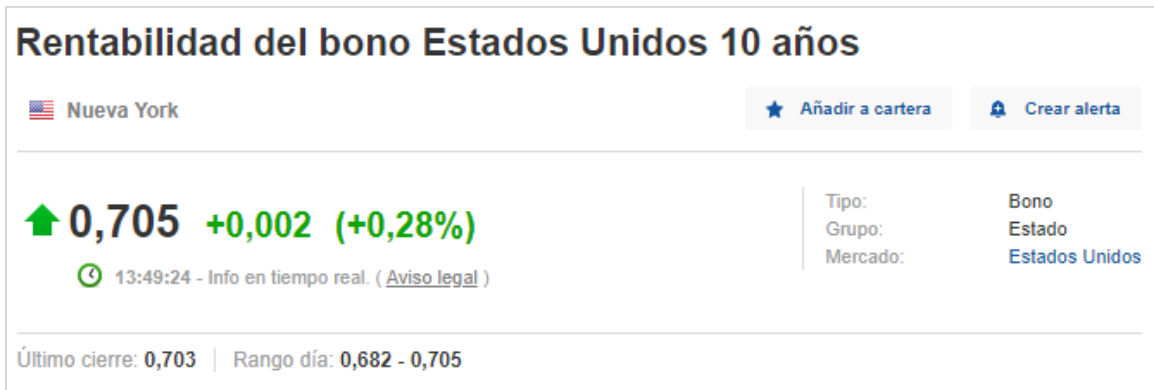 Rentabilidad del bono Estados Unidos 10 años
Nueva York
Añadir a cartera
Crear alerta
0,705 +0,002 (+0,28%)
13:49:24 - Info en tiempo real. ( Aviso legal )
Tipo: Bono
Grupo: Estado
Mercado: Estados Unidos
Último cierre: 0,703 Rango día: 0,682 - 0,705